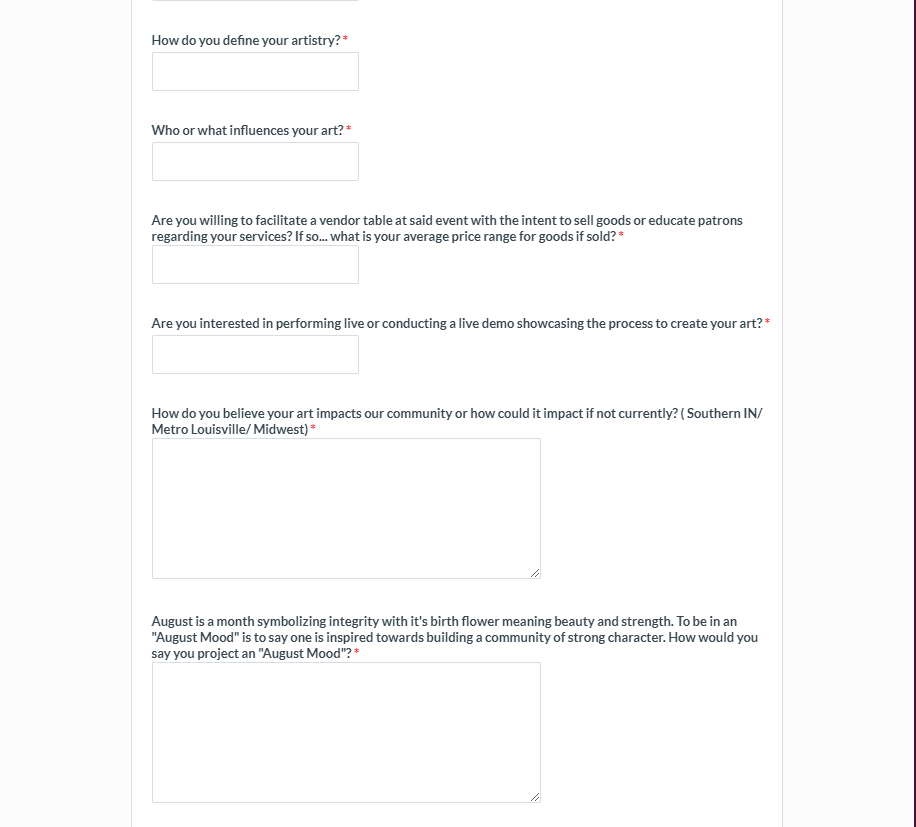 How do you define your artistry? *
Who or what influences your art? *
Are you willing to facilitate a vendor table at said event with the intent to sell goods or educate patrons
regarding your services? If so... what is your average price range for goods if sold? *
Are you interested in performing live or conducting a live demo showcasing the process to create your art? *
How do you believe your art impacts our community or how could it impact if not currently? ( Southern IN/
Metro Louisville/ Midwest) *
August is a month symbolizing integrity with it's birth flower meaning beauty and strength. To be in an
"August Mood" is to say one is inspired towards building a community of strong character. How would you
say you project an "August Mood"? *